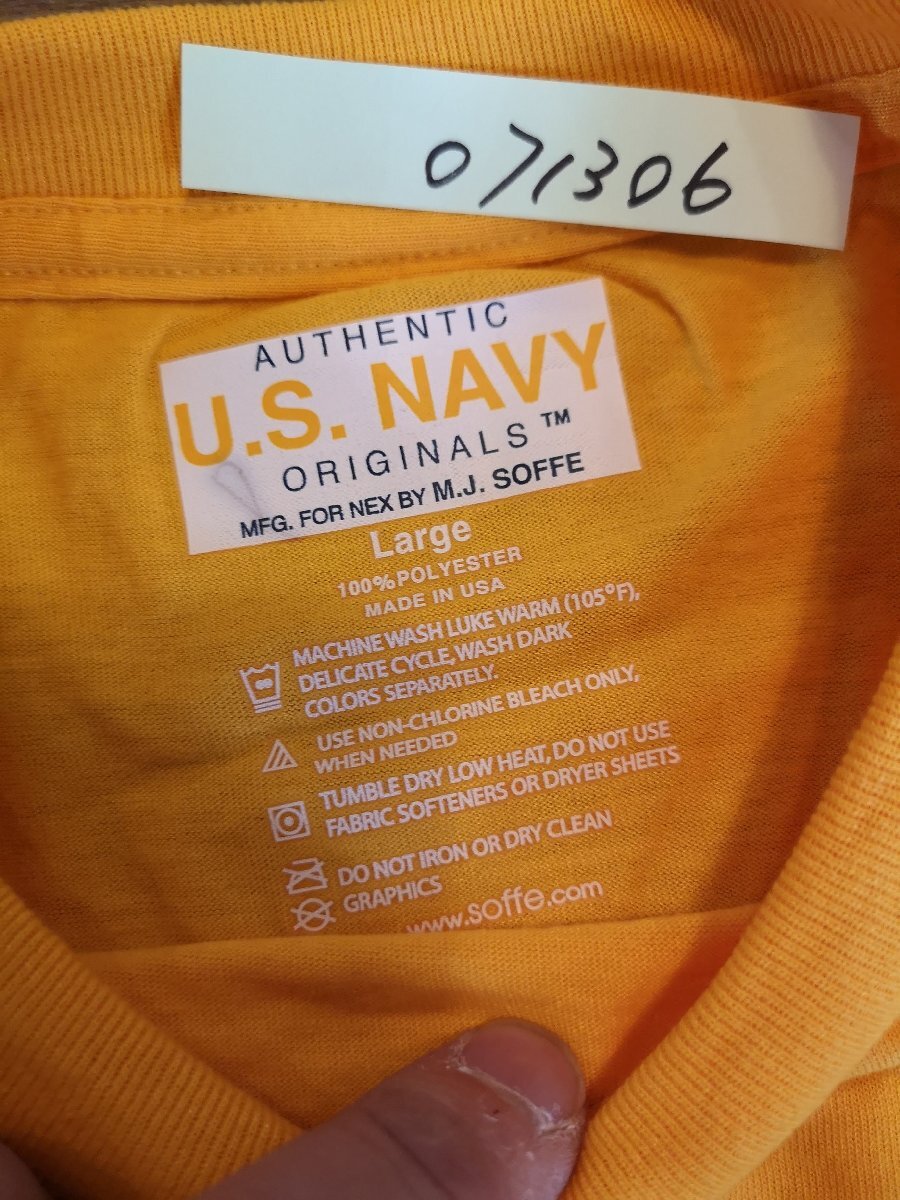 071306
AUTHENTIC
U.S. NAVY
ORIGINALS™
MFG. FOR NEX BY M.J. SOFFE
Large
100% POLYESTER
MADE IN USA
MACHINE WASH LUKE WARM (105°F),
DELICATE CYCLE, WASH DARK
COLORS SEPARATELY.
USE NON-CHLORINE BLEACH ONLY,
WHEN NEEDED
TUMBLE DRY LOW HEAT, DO NOT USE
FABRIC SOFTENERS OR DRYER SHEETS
DO NOT IRON OR DRY CLEAN
GRAPHICS
www.soffe.com